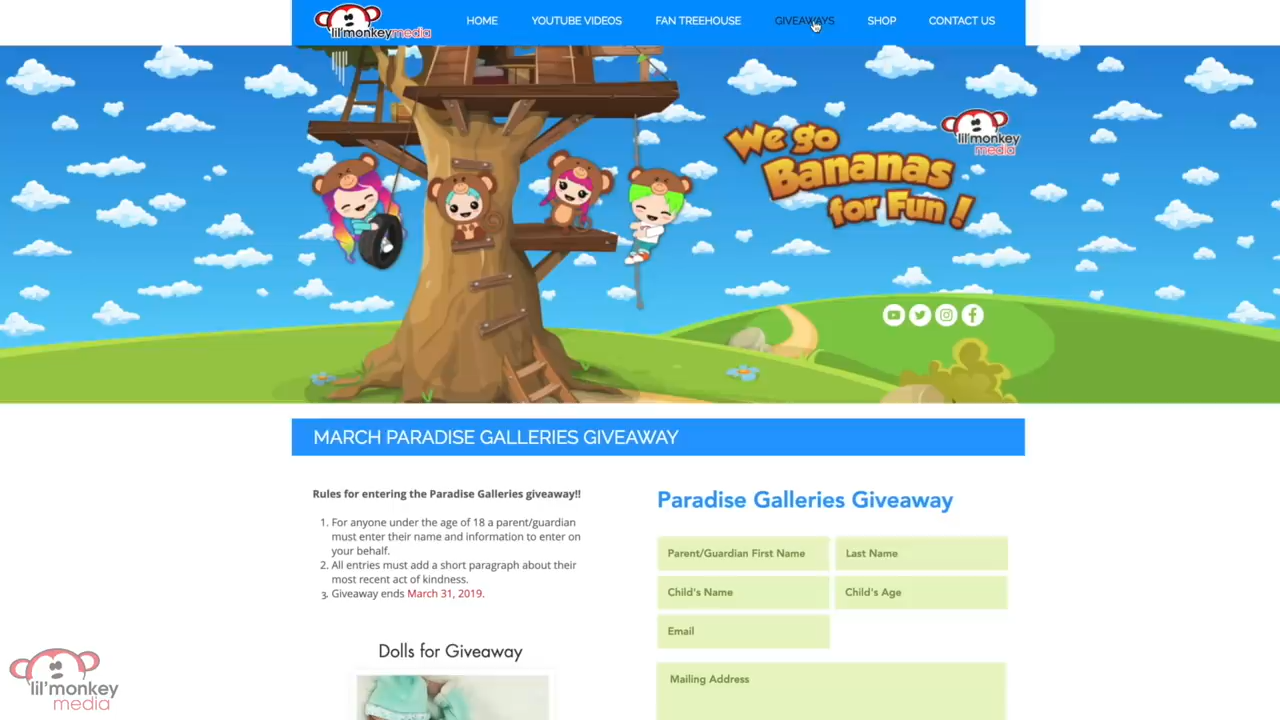 lil'monkeymedia
HOME
YOUTUBE VIDEOS
FAN TREEHOUSE
GIVEAWAYS
SHOP
CONTACT US
We go
Bananas
for Fun!
lil'monkey
media
MARCH PARADISE GALLERIES GIVEAWAY
Rules for entering the Paradise Galleries giveaway!!
1. For anyone under the age of 18 a parent/guardian
must enter their name and information to enter on
your behalf.
2. All entries must add a short paragraph about their
most recent act of kindness.
3. Giveaway ends March 31, 2019.
Dolls for Giveaway
Paradise Galleries Giveaway
Parent/Guardian First Name
Last Name
Child's Name
Child's Age
Email
Mailing Address
lil'monkey
media